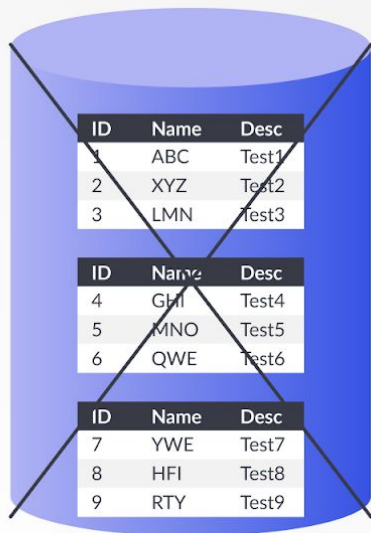 ID Name Desc
1 ABC Test1
2 XYZ Test2
3 LMN Test3
ID Name Desc
4 GHI Test4
5 MNO Test5
6 QWE Test6
ID Name Desc
7 YWE Test7
8 HFI Test8
9 RTY Test9